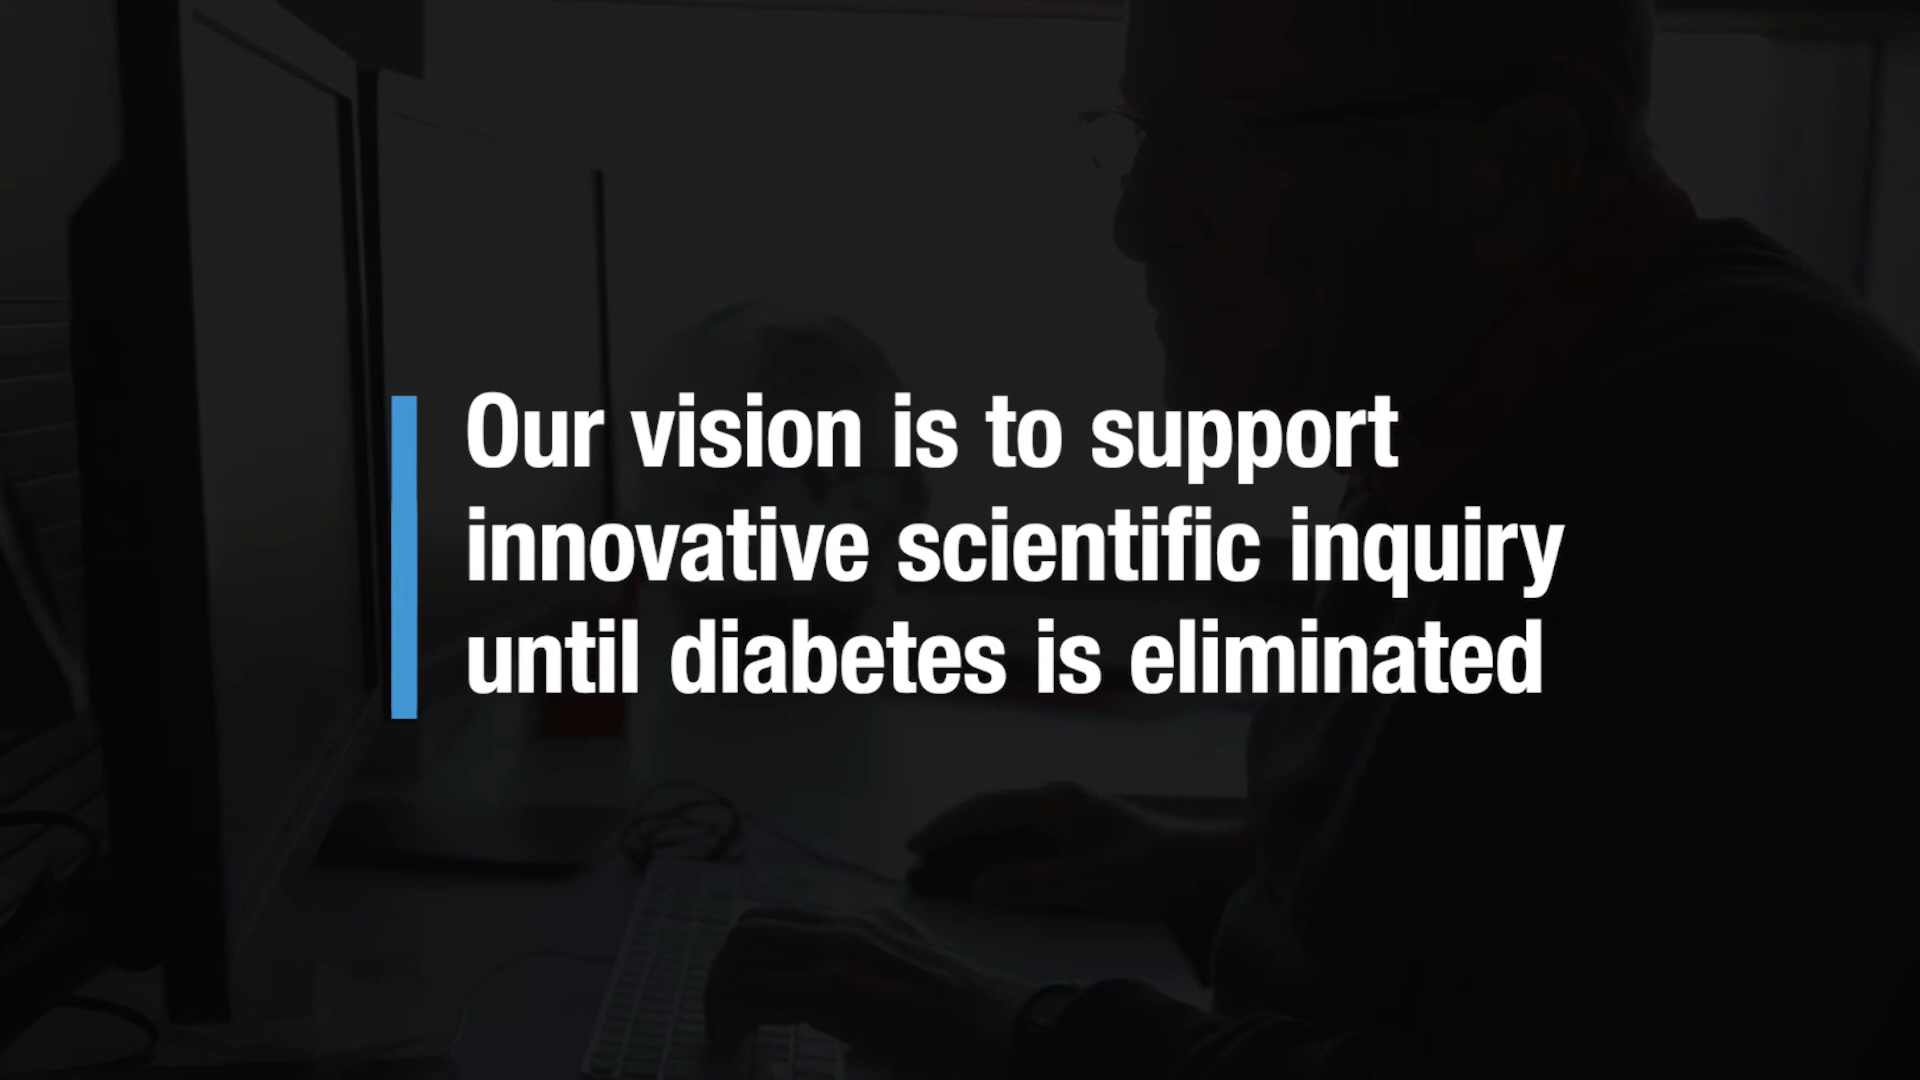 Our vision is to support
innovative scientific inquiry
until diabetes is eliminated